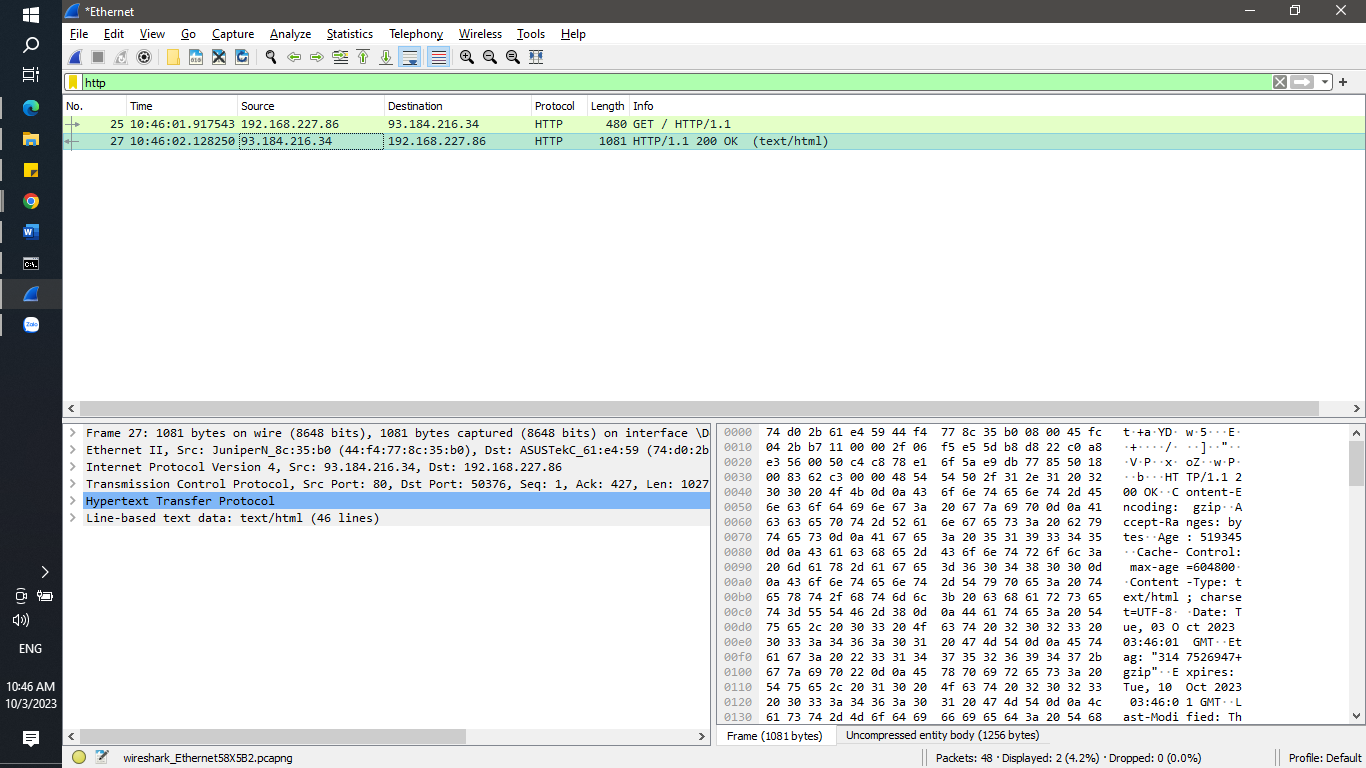 *Ethernet
File Edit View Go Capture Analyze Statistics Telephony Wireless Tools Help
http
No. Time Source Destination Protocol Length Info
25 10:46:01.917543 192.168.227.86 93.184.216.34 HTTP 480 GET / HTTP/1.1
27 10:46:02.128250 93.184.216.34 192.168.227.86 HTTP 1081 HTTP/1.1 200 OK (text/html)
Frame 27: 1081 bytes on wire (8648 bits), 1081 bytes captured (8648 bits) on interface \D
Ethernet II, Src: JuniperN_8c:35:b0 (44:f4:77:8c:35:b0), Dst: ASUSTekC_61:e4:59 (74:d0:2b
Internet Protocol Version 4, Src: 93.184.216.34, Dst: 192.168.227.86
Transmission Control Protocol, Src Port: 80, Dst Port: 50376, Seq: 1, Ack: 427, Len: 1027
Hypertext Transfer Protocol
Line-based text data: text/html (46 lines)
0000 74 d0 2b 61 e4 59 44 f4 77 8c 35 b0 08 00 45 fc t·+a·YD· w·5···E·
0010 04 2b b7 11 00 00 2f 06 f5 e5 5d b8 d8 22 c0 a8 ·+····/· ··]··"··
0020 e3 56 00 50 c4 c8 78 e1 6f 5a e9 db 77 85 50 18 ·V·P··x· oZ··w·P·
0030 00 83 62 c3 00 00 48 54 54 50 2f 31 2e 31 20 32 ··b···HT TP/1.1 2
0040 30 30 20 4f 4b 0d 0a 43 6f 6e 74 65 6e 74 2d 45 00 OK··C ontent-E
0050 6e 63 6f 64 69 6e 67 3a 20 67 7a 69 70 0d 0a 41 ncoding: gzip··A
0060 63 63 65 70 74 2d 52 61 6e 67 65 73 3a 20 62 79 ccept-Ra nges: by
0070 74 65 73 0d 0a 41 67 65 3a 20 35 31 39 33 34 35 tes··Age : 519345
0080 0d 0a 43 61 63 68 65 2d 43 6f 6e 74 72 6f 6c 3a ··Cache- Control:
0090 20 6d 61 78 2d 61 67 65 3d 36 30 34 38 30 30 0d max-age =604800·
00a0 0a 43 6f 6e 74 65 6e 74 2d 54 79 70 65 3a 20 74 ·Content -Type: t
00b0 65 78 74 2f 68 74 6d 6c 3b 20 63 68 61 72 73 65 ext/html ; charse
00c0 74 3d 55 54 46 2d 38 0d 0a 44 61 74 65 3a 20 54 t=UTF-8· ·Date: T
00d0 75 65 2c 20 30 33 20 4f 63 74 20 32 30 32 33 20 ue, 03 O ct 2023
00e0 30 33 3a 34 36 3a 30 31 20 47 4d 54 0d 0a 45 74 03:46:01 GMT··Et
00f0 61 67 3a 20 22 33 31 34 37 35 32 36 39 34 37 2b ag: "314 7526947+
0100 67 7a 69 70 22 0d 0a 45 78 70 69 72 65 73 3a 20 gzip"··E xpires:
0110 54 75 65 2c 20 31 30 20 4f 63 74 20 32 30 32 33 Tue, 10 Oct 2023
0120 20 30 33 3a 34 36 3a 30 31 20 47 4d 54 0d 0a 4c 03:46:0 1 GMT··L
0130 61 73 74 2d 4d 6f 64 69 66 69 65 64 3a 20 54 68 ast-Modi fied: Th
Frame (1081 bytes) Uncompressed entity body (1256 bytes)
wireshark_Ethernet58X5B2.pcapng Packets: 48 · Displayed: 2 (4.2%) · Dropped: 0 (0.0%) Profile: Default
Zalo
ENG
10:46 AM
10/3/2023